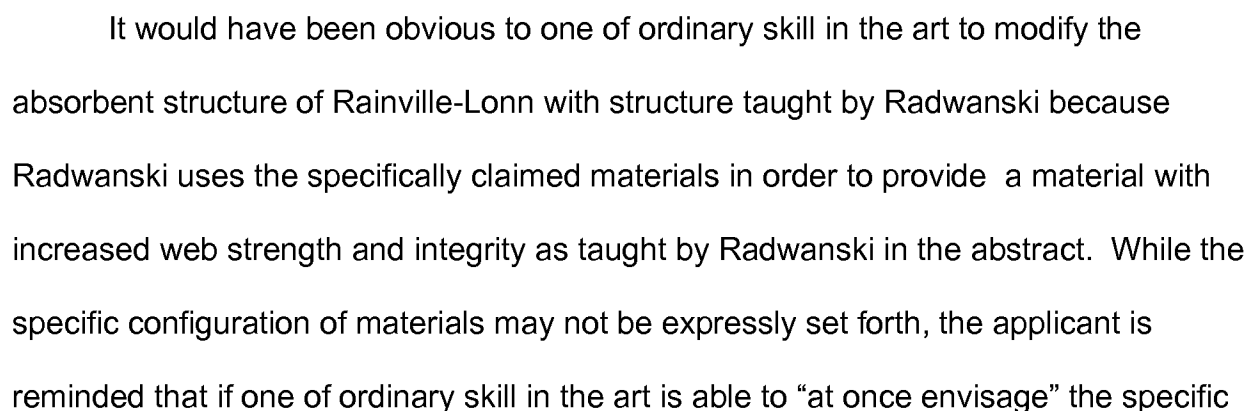 It would have been obvious to one of ordinary skill in the art to modify the
absorbent structure of Rainville-Lonn with structure taught by Radwanski because
Radwanski uses the specifically claimed materials in order to provide  a material with
increased web strength and integrity as taught by Radwanski in the abstract.  While the
specific configuration of materials may not be expressly set forth, the applicant is
reminded that if one of ordinary skill in the art is able to “at once envisage” the specific